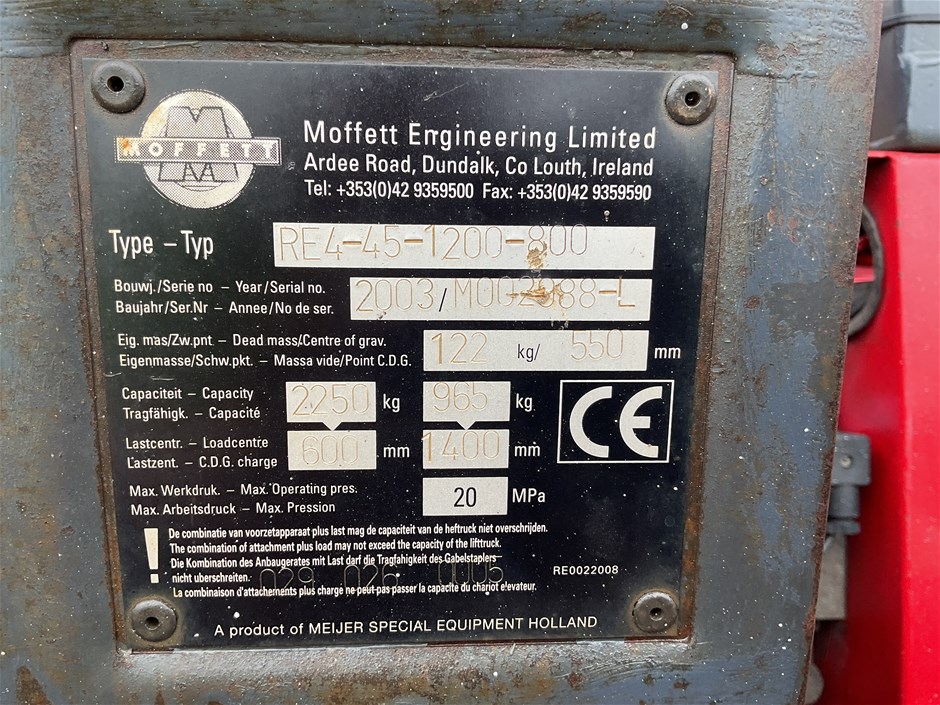 MOFFETT
Moffett Engineering Limited
Ardee Road, Dundalk, Co Louth, Ireland
Tel: +353(0)42 9359500 Fax: +353(0)42 9359590
Type – Typ RE4-45-1200-800
Bouwj./Serie no – Year/Serial no.
Baujahr/Ser.Nr – Annee/No de ser.
2003/
Eig. mas/Zw.pnt. – Dead mass/Centre of grav.
Eigenmasse/Schw.pkt. – Massa vide/Point C.D.G.
122 kg/ 550 mm
Capaciteit – Capacity
Tragfähigk. – Capacité
2250 kg 965 kg
Lastcentr. – Loadcentre
Lastzent. – C.D.G. charge
600 mm 1400 mm
CE
Max. Werkdruk. – Max. Operating pres.
Max. Arbeitsdruck – Max. Pression
20 MPa
! De combinatie van voorzetapparaat plus last mag de capaciteit van de heftruck niet overschrijden.
The combination of attachment plus load may not exceed the capacity of the lifttruck.
Die Kombination des Anbaugerates mit Last darf die Tragfähigkeit des Gabelstaplers
nicht uberschreiten.
029 026 0005
La combinaison d'attachements plus charge ne peut pas passer la capacite du chariot elevateur.
RE0022008
A product of MEIJER SPECIAL EQUIPMENT HOLLAND